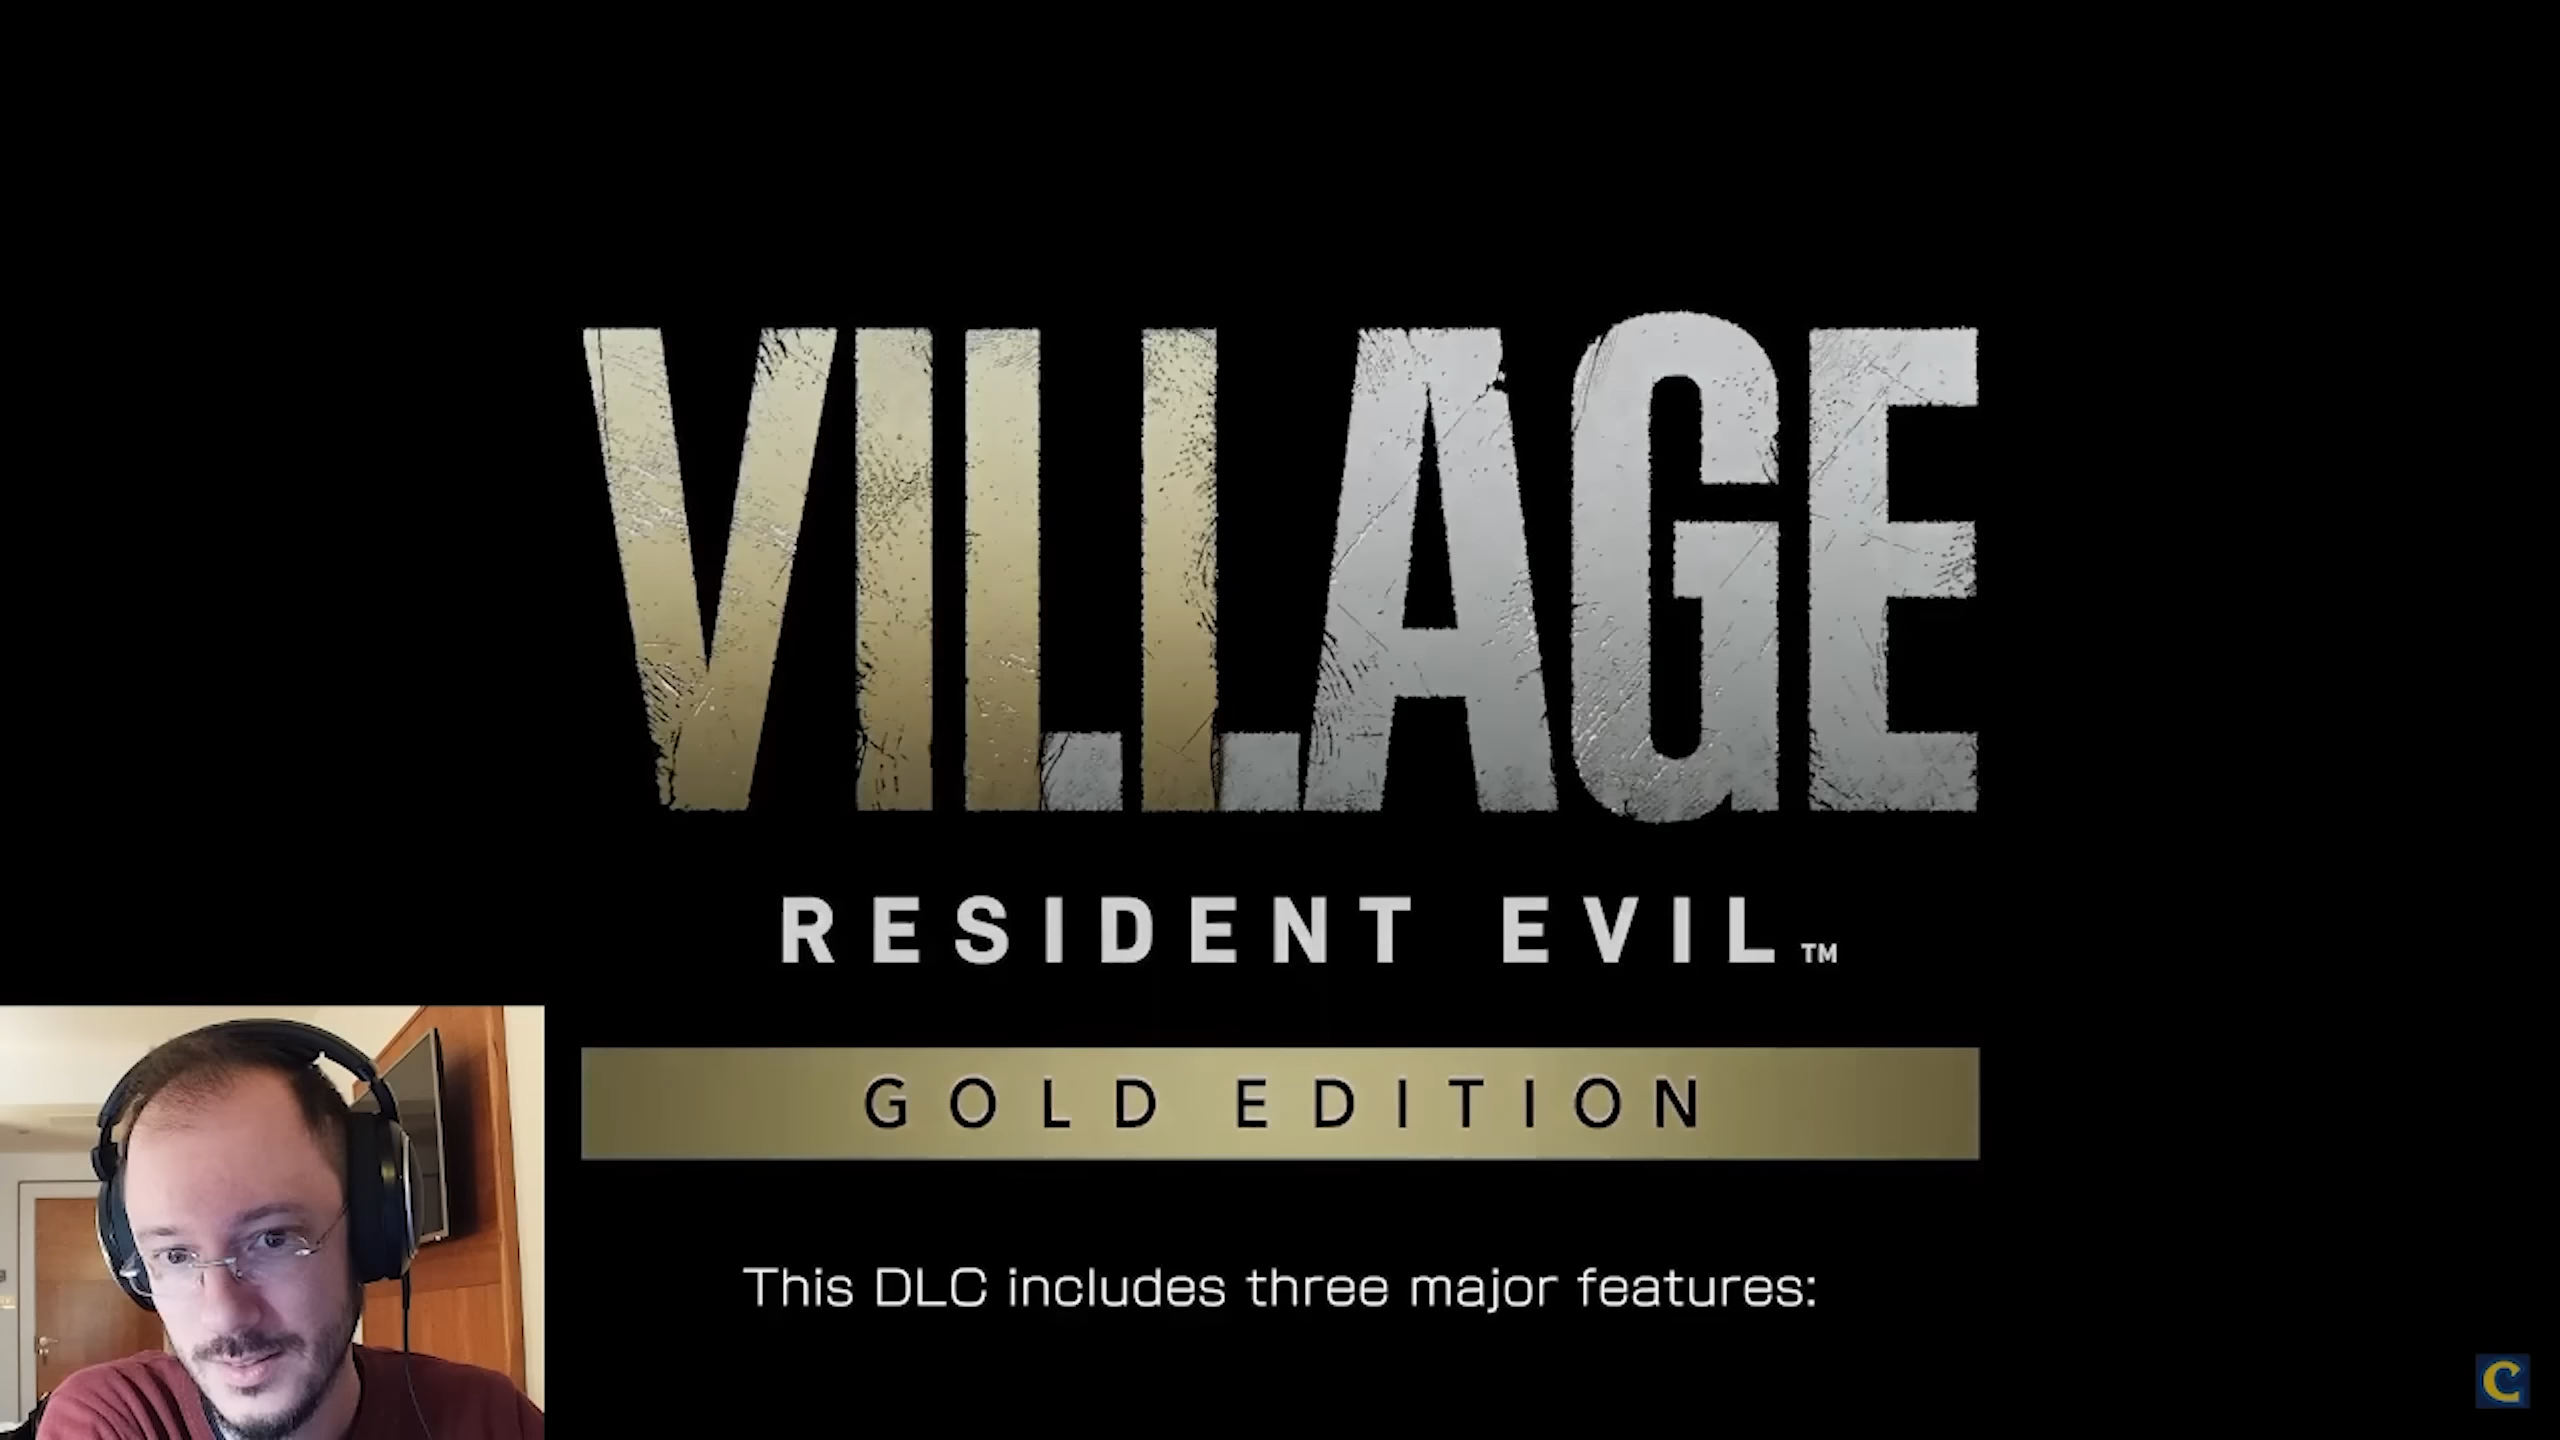 VILLAGE
RESIDENT EVIL™
GOLD EDITION
This DLC includes three major features:
C